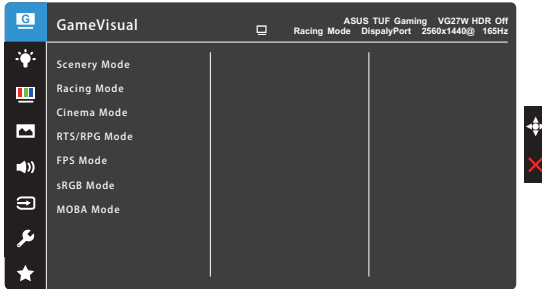 G
GameVisual
ASUS TUF Gaming VG27W HDR Off
Racing Mode DispalyPort 2560x1440@ 165Hz
Scenery Mode
Racing Mode
Cinema Mode
RTS/RPG Mode
FPS Mode
sRGB Mode
MOBA Mode